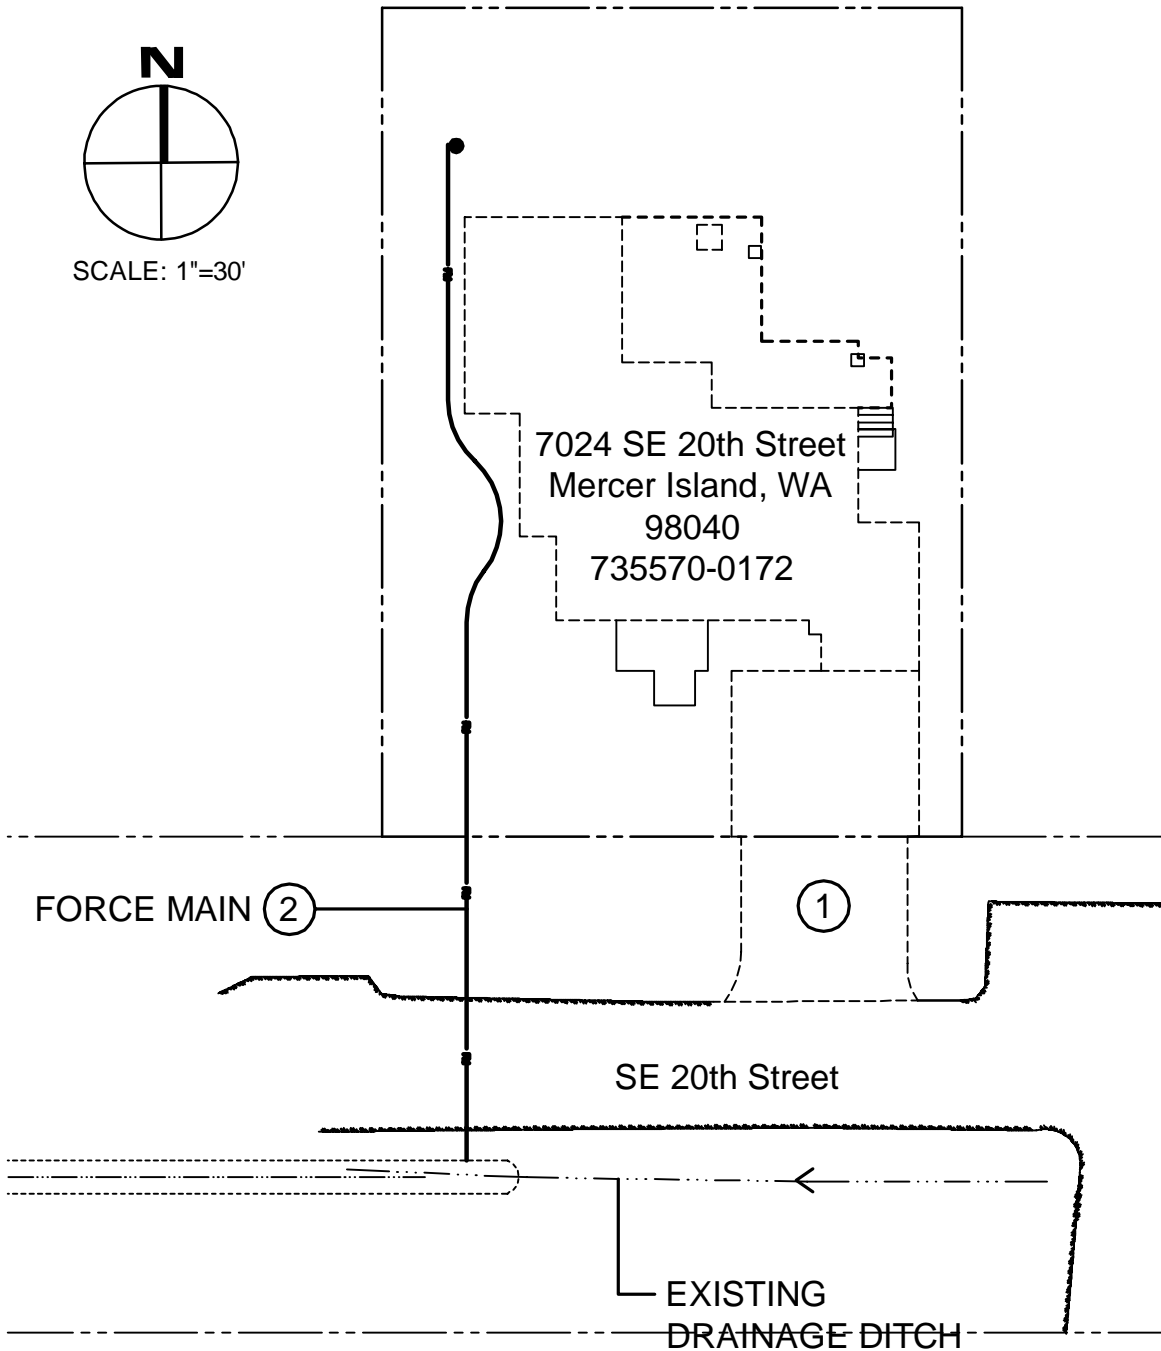 N
SCALE: 1"=30'
7024 SE 20th Street
Mercer Island, WA
98040
735570-0172
FORCE MAIN 2
1
SE 20th Street
EXISTING
DRAINAGE DITCH